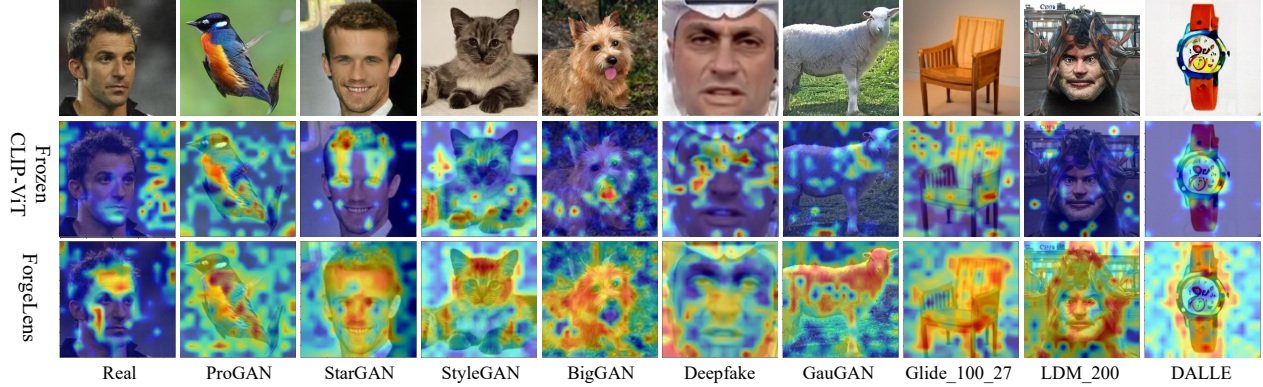 Frozen
CLIP-ViT
ForgeLens
Real
ProGAN
StarGAN
StyleGAN
BigGAN
Deepfake
GauGAN
Glide_100_27
LDM_200
DALLE